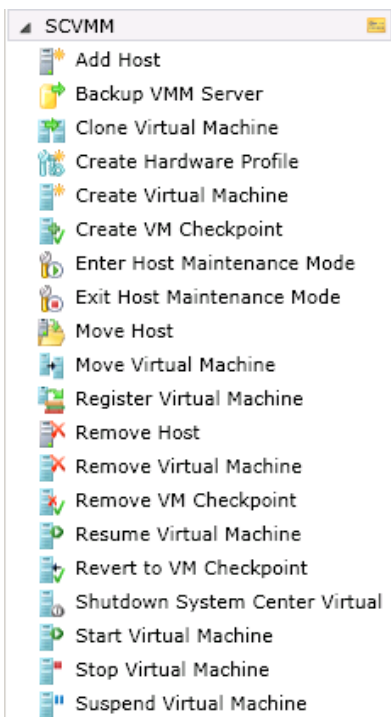 SCVMM
Add Host
Backup VMM Server
Clone Virtual Machine
Create Hardware Profile
Create Virtual Machine
Create VM Checkpoint
Enter Host Maintenance Mode
Exit Host Maintenance Mode
Move Host
Move Virtual Machine
Register Virtual Machine
Remove Host
Remove Virtual Machine
Remove VM Checkpoint
Resume Virtual Machine
Revert to VM Checkpoint
Shutdown System Center Virtual
Start Virtual Machine
Stop Virtual Machine
Suspend Virtual Machine